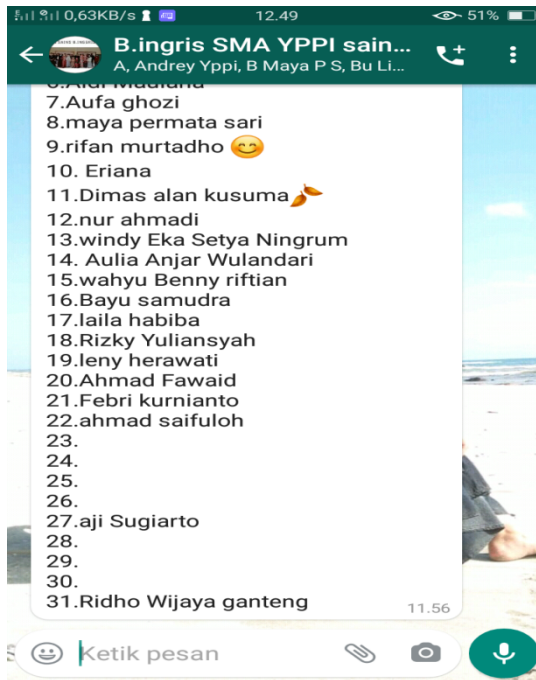 0,63KB/s 12.49 51%
B.ingris SMA YPPI sain...
A, Andrey Yppi, B Maya P S, Bu Li...
6.Aldi Maulana
7.Aufa ghozi
8.maya permata sari
9.rifan murtadho 😊
10. Eriana
11.Dimas alan kusuma🍂
12.nur ahmadi
13.windy Eka Setya Ningrum
14. Aulia Anjar Wulandari
15.wahyu Benny riftian
16.Bayu samudra
17.laila habiba
18.Rizky Yuliansyah
19.leny herawati
20.Ahmad Fawaid
21.Febri kurnianto
22.ahmad saifuloh
23.
24.
25.
26.
27.aji Sugiarto
28.
29.
30.
31.Ridho Wijaya ganteng
11.56
Ketik pesan